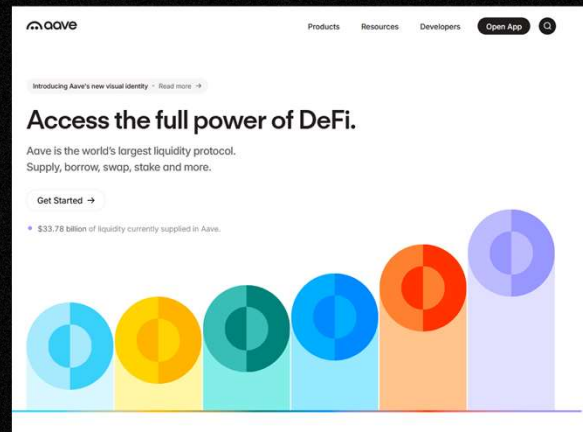 aave
Products Resources Developers Open App
Introducing Aave's new visual identity - Read more →
Access the full power of DeFi.
Aave is the world's largest liquidity protocol.
Supply, borrow, swap, stake and more.
Get Started →
$33.78 billion of liquidity currently supplied in Aave.